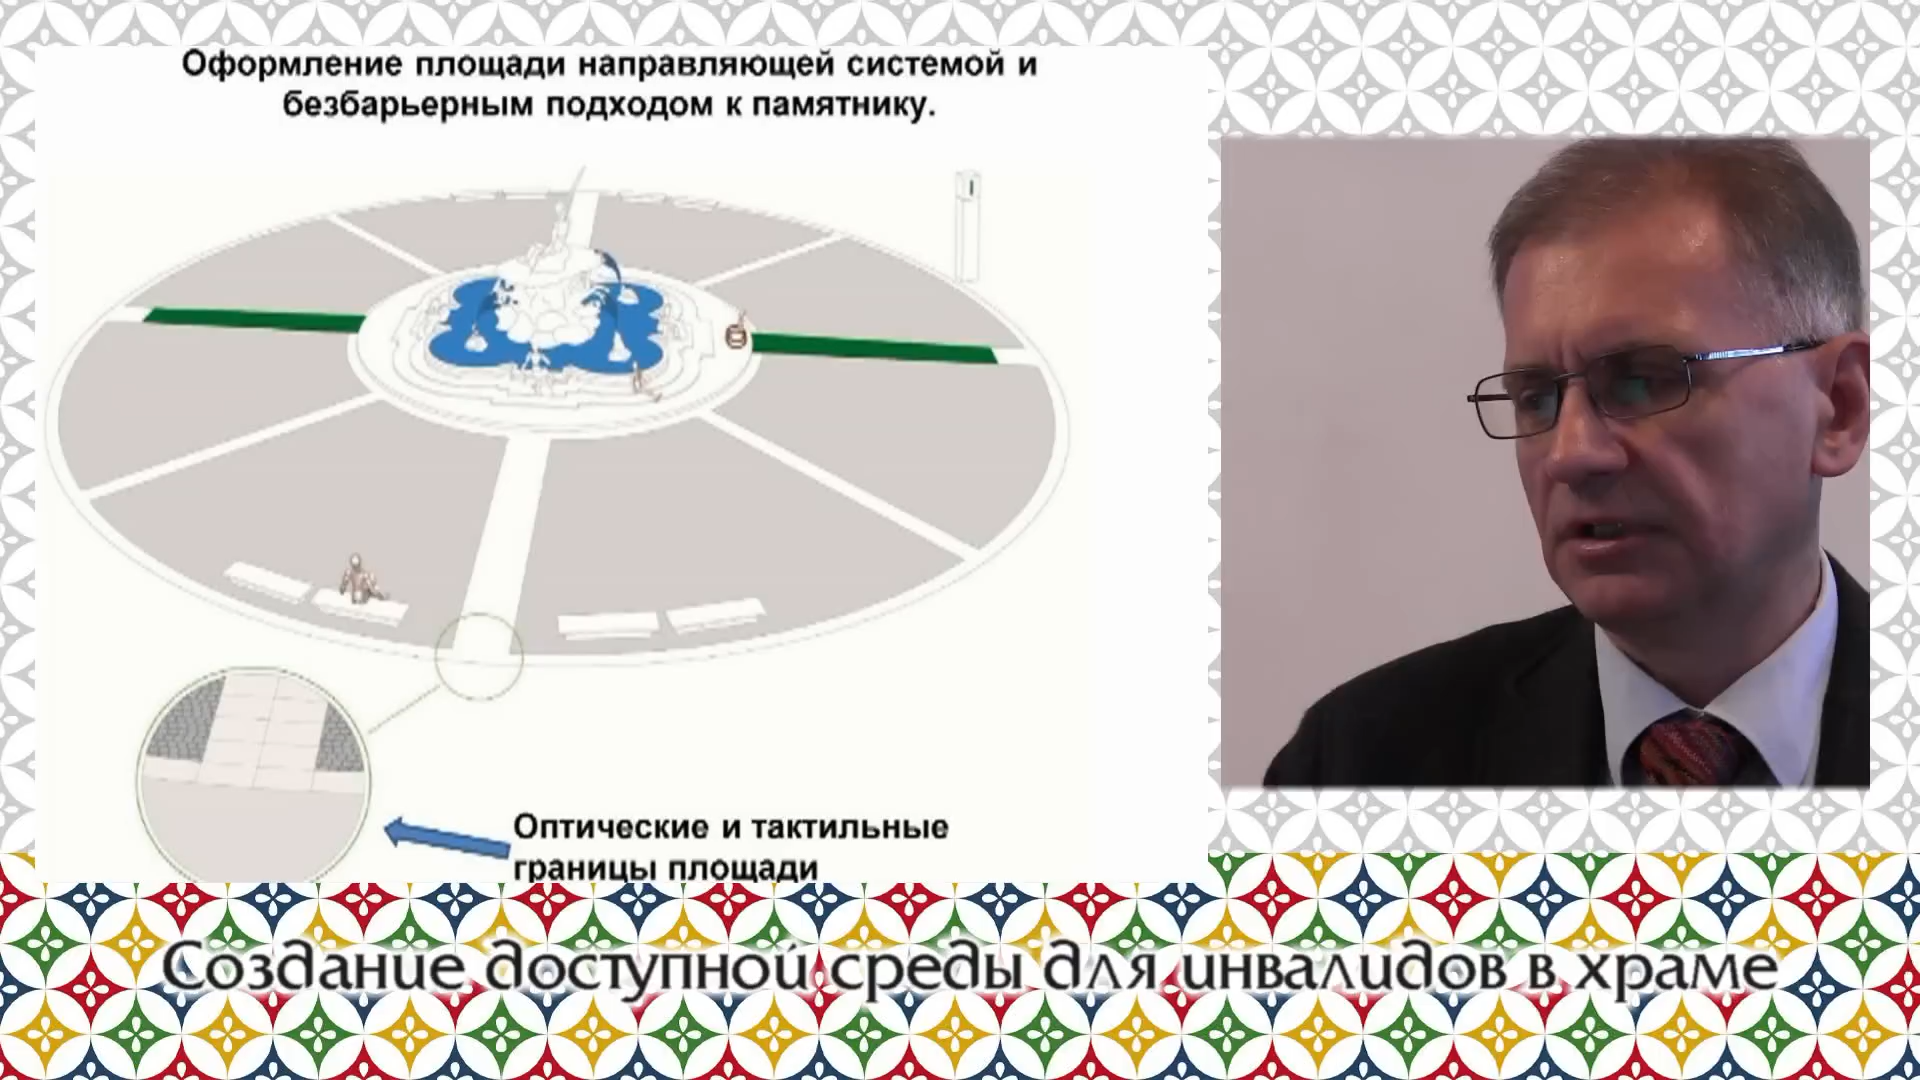 Оформление площади направляющей системой и
безбарьерным подходом к памятнику.
Оптические и тактильные
границы площади
Создание доступной среды для инвалидов в храме